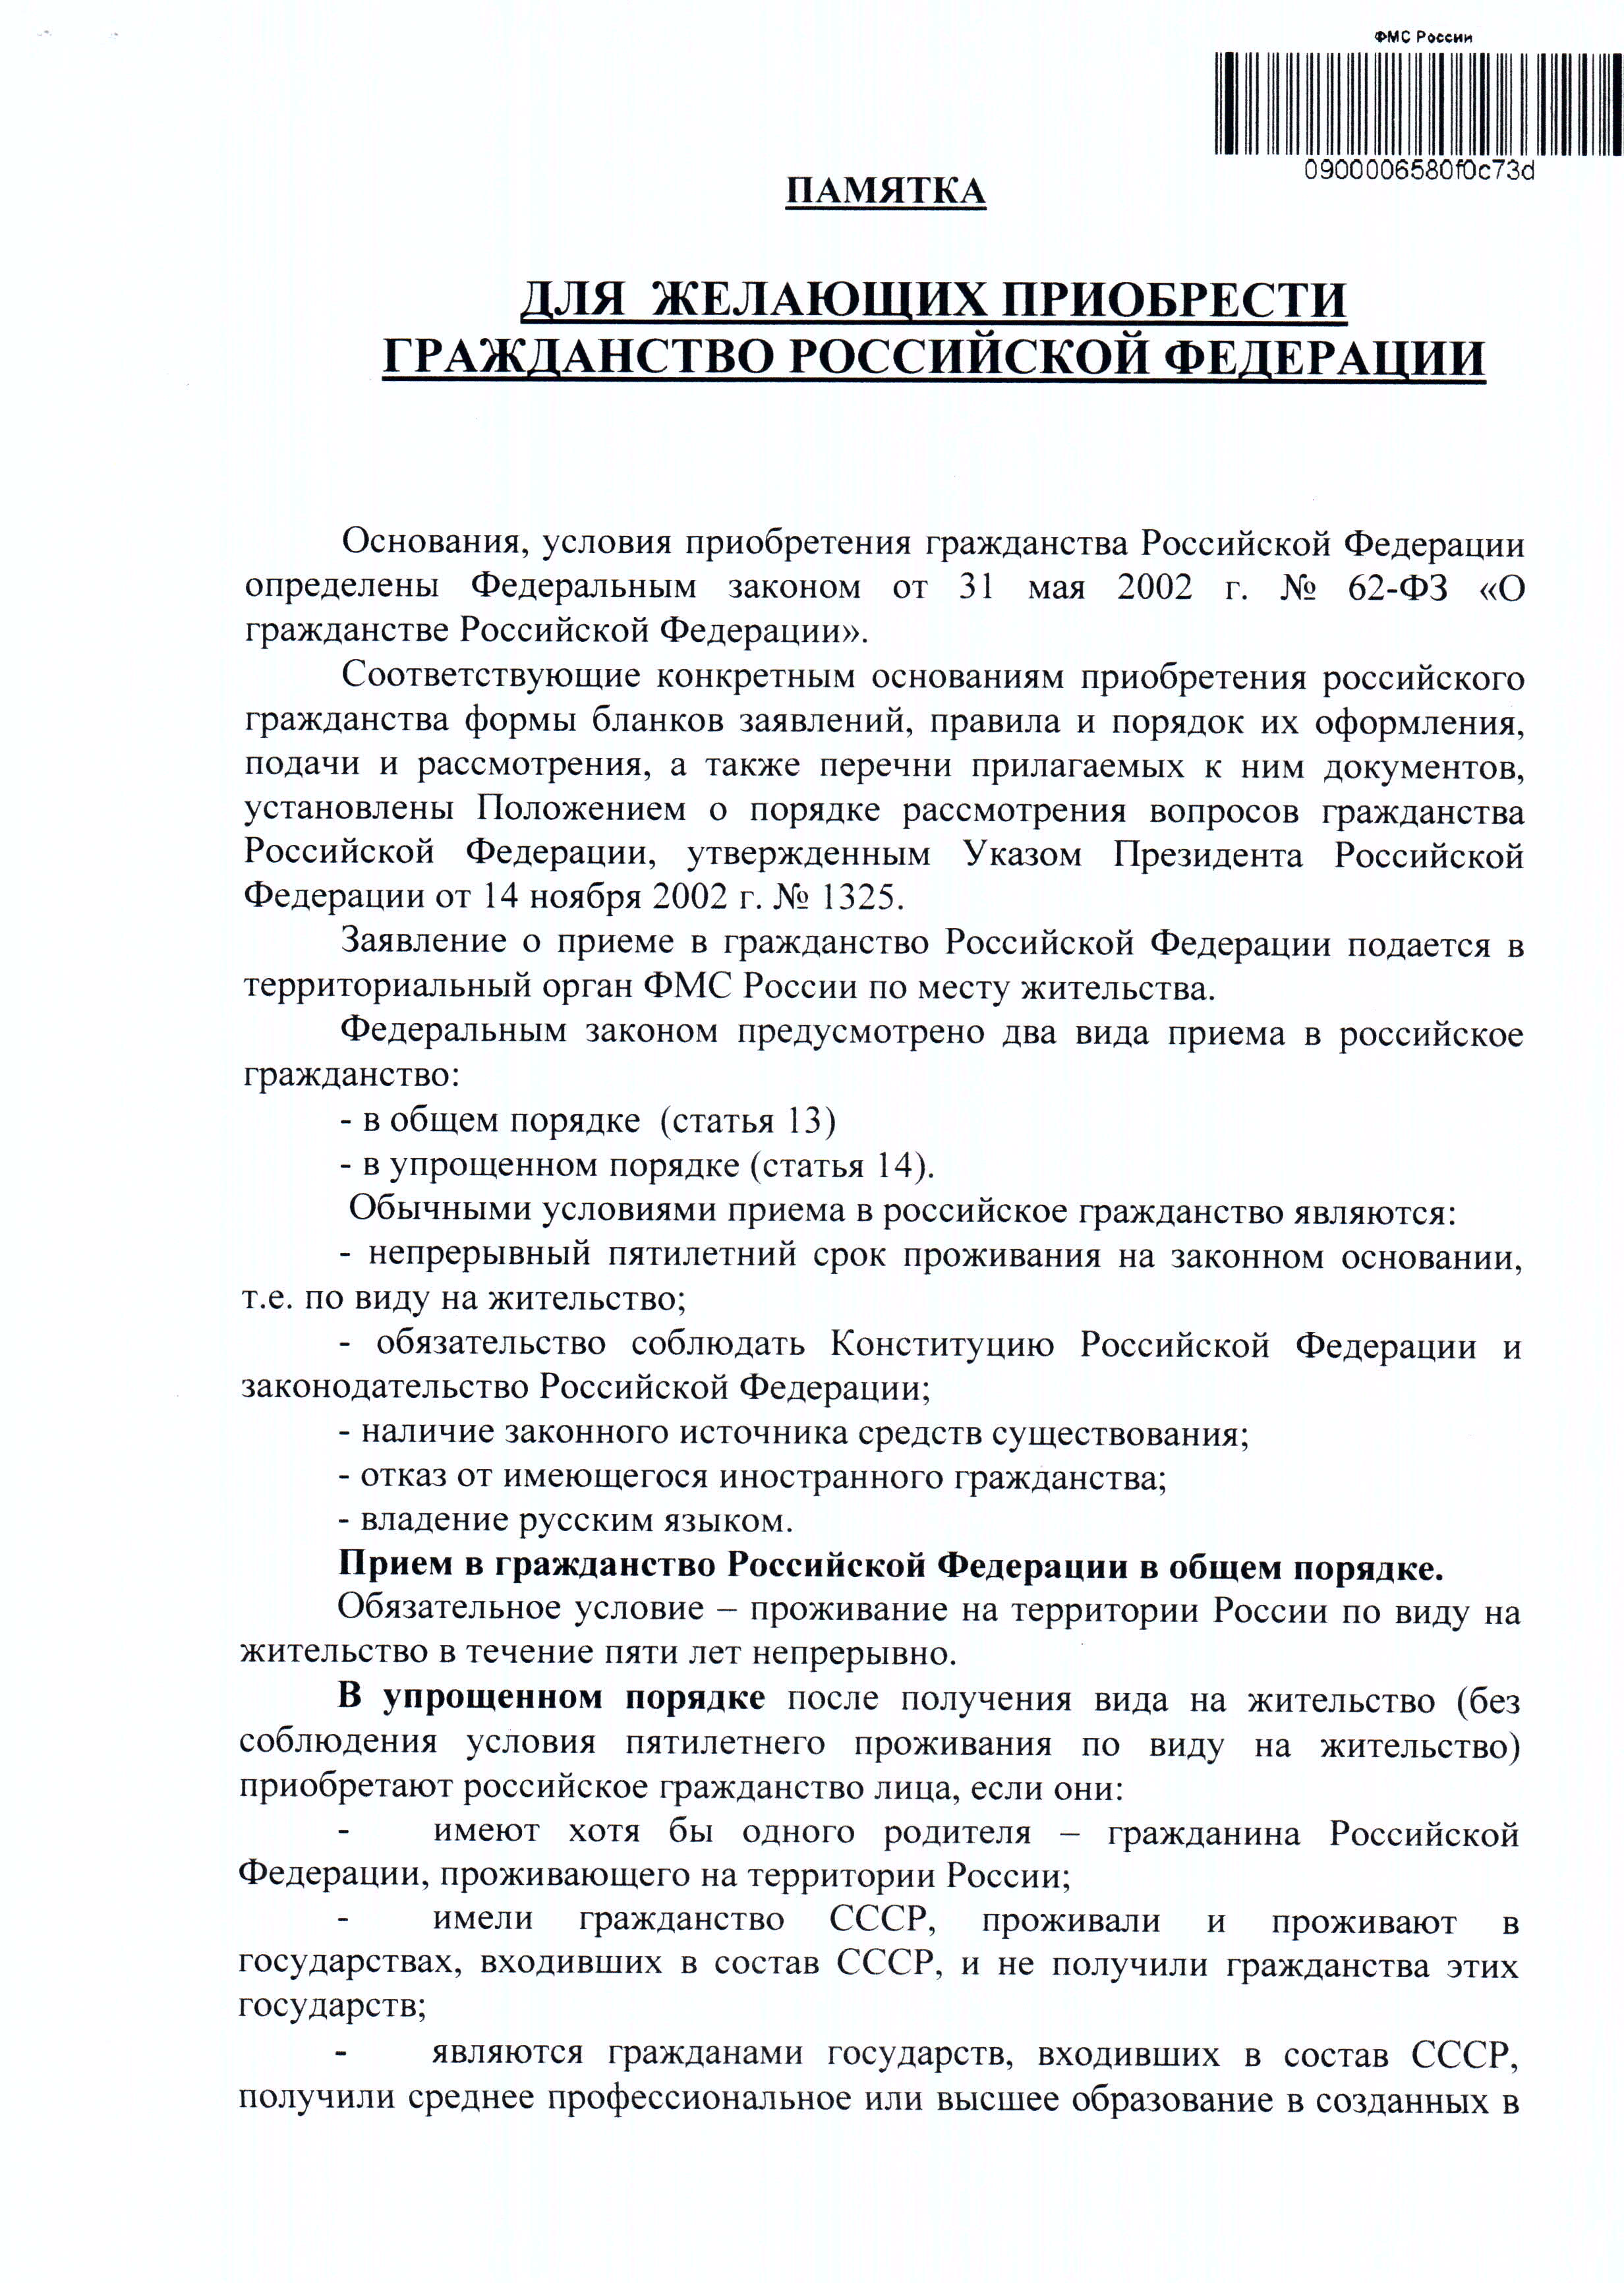 ФМС России
0900006580f0c73d
ПАМЯТКА
ДЛЯ ЖЕЛАЮЩИХ ПРИОБРЕСТИ
ГРАЖДАНСТВО РОССИЙСКОЙ ФЕДЕРАЦИИ
Основания, условия приобретения гражданства Российской Федерации
определены Федеральным законом от 31 мая 2002 г. № 62-ФЗ «О
гражданстве Российской Федерации».
Соответствующие конкретным основаниям приобретения российского
гражданства формы бланков заявлений, правила и порядок их оформления,
подачи и рассмотрения, а также перечни прилагаемых к ним документов,
установлены Положением о порядке рассмотрения вопросов гражданства
Российской Федерации, утвержденным Указом Президента Российской
Федерации от 14 ноября 2002 г. № 1325.
Заявление о приеме в гражданство Российской Федерации подается в
территориальный орган ФМС России по месту жительства.
Федеральным законом предусмотрено два вида приема в российское
гражданство:
- в общем порядке (статья 13)
- в упрощенном порядке (статья 14).
Обычными условиями приема в российское гражданство являются:
- непрерывный пятилетний срок проживания на законном основании,
т.е. по виду на жительство;
- обязательство соблюдать Конституцию Российской Федерации и
законодательство Российской Федерации;
- наличие законного источника средств существования;
- отказ от имеющегося иностранного гражданства;
- владение русским языком.
Прием в гражданство Российской Федерации в общем порядке.
Обязательное условие – проживание на территории России по виду на
жительство в течение пяти лет непрерывно.
В упрощенном порядке после получения вида на жительство (без
соблюдения условия пятилетнего проживания по виду на жительство)
приобретают российское гражданство лица, если они:
- имеют хотя бы одного родителя – гражданина Российской
Федерации, проживающего на территории России;
- имели гражданство СССР, проживали и проживают в
государствах, входивших в состав СССР, и не получили гражданства этих
государств;
- являются гражданами государств, входивших в состав СССР,
получили среднее профессиональное или высшее образование в созданных в